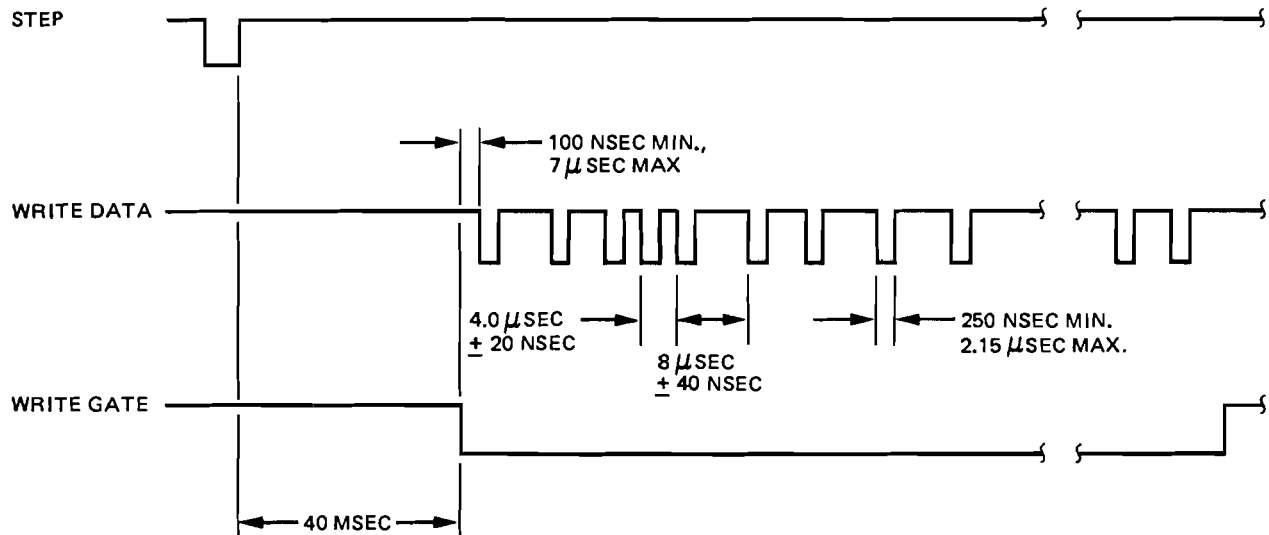 STEP
100 NSEC MIN.,
7 μSEC MAX
WRITE DATA
4.0 μSEC
± 20 NSEC
8 μSEC
± 40 NSEC
250 NSEC MIN.
2.15 μSEC MAX.
WRITE GATE
40 MSEC